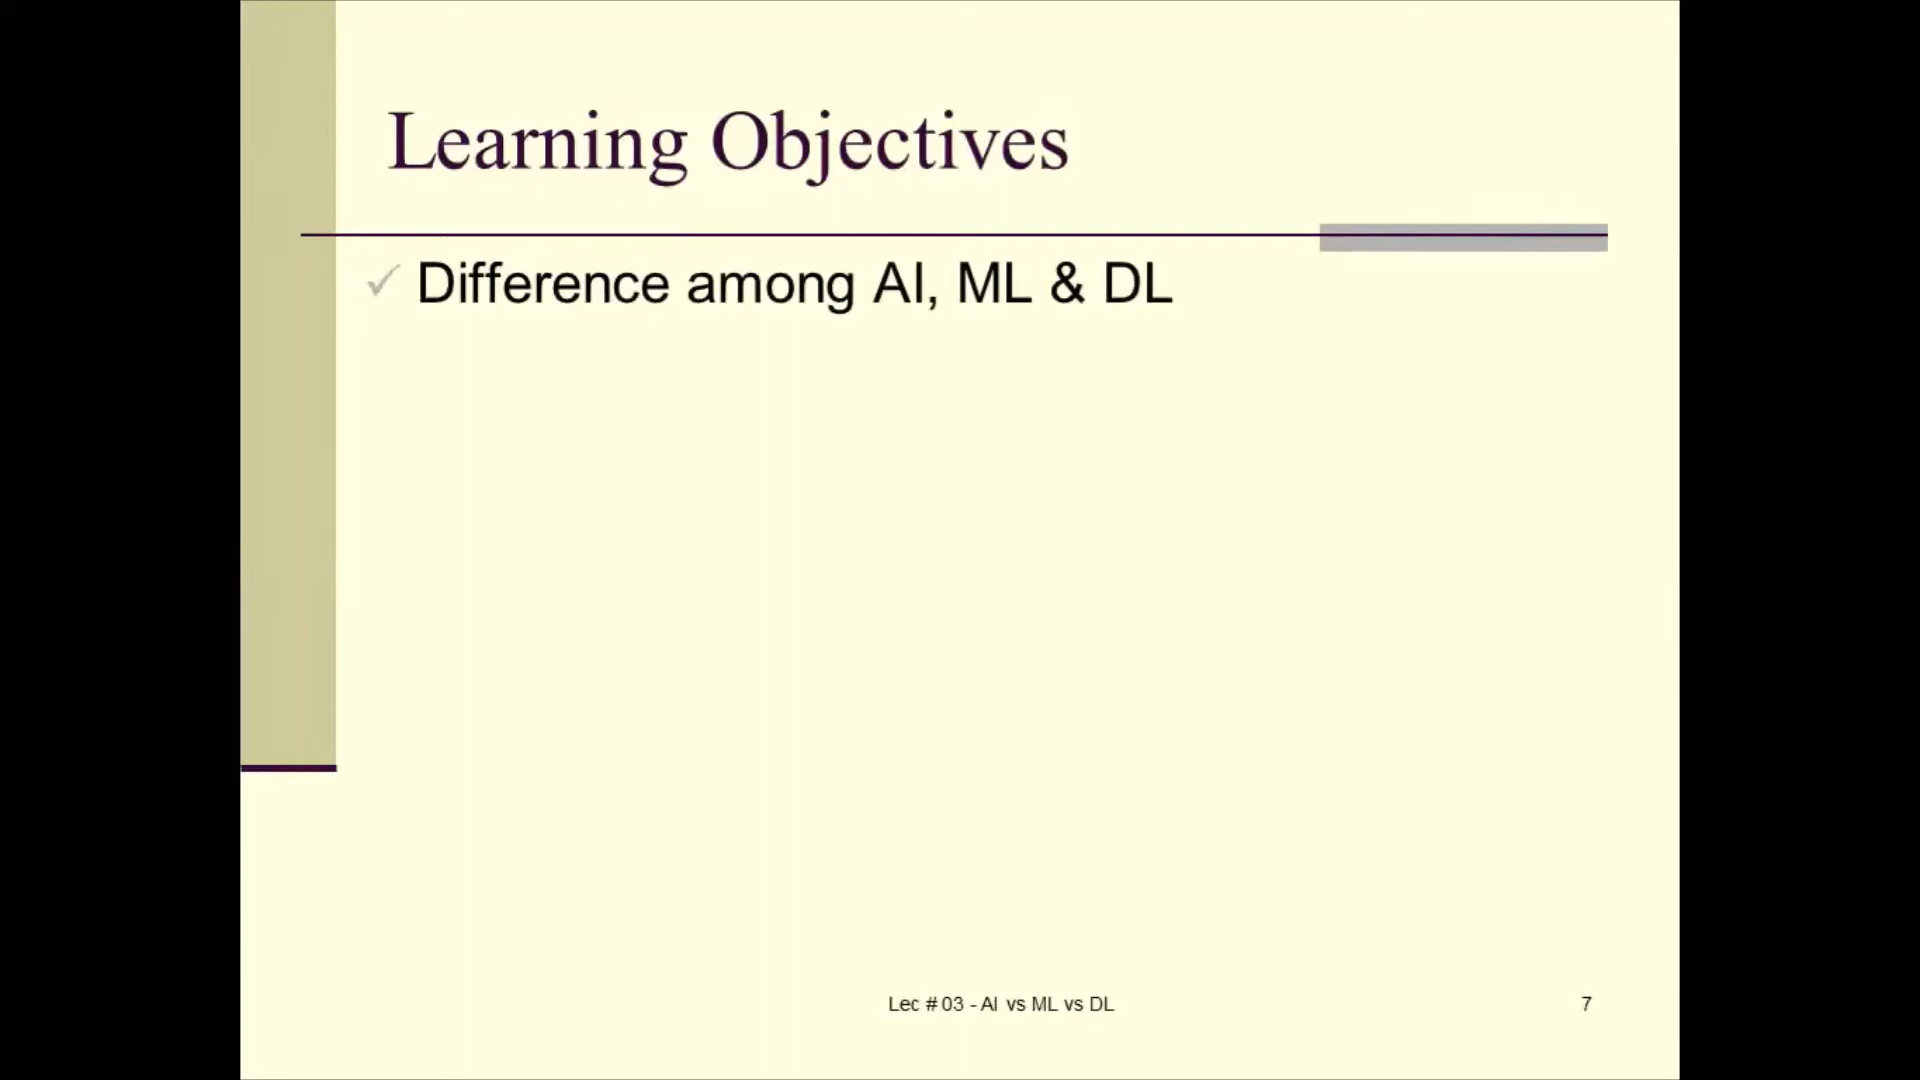 Learning Objectives
Difference among AI, ML & DL
Lec # 03 - AI vs ML vs DL
7